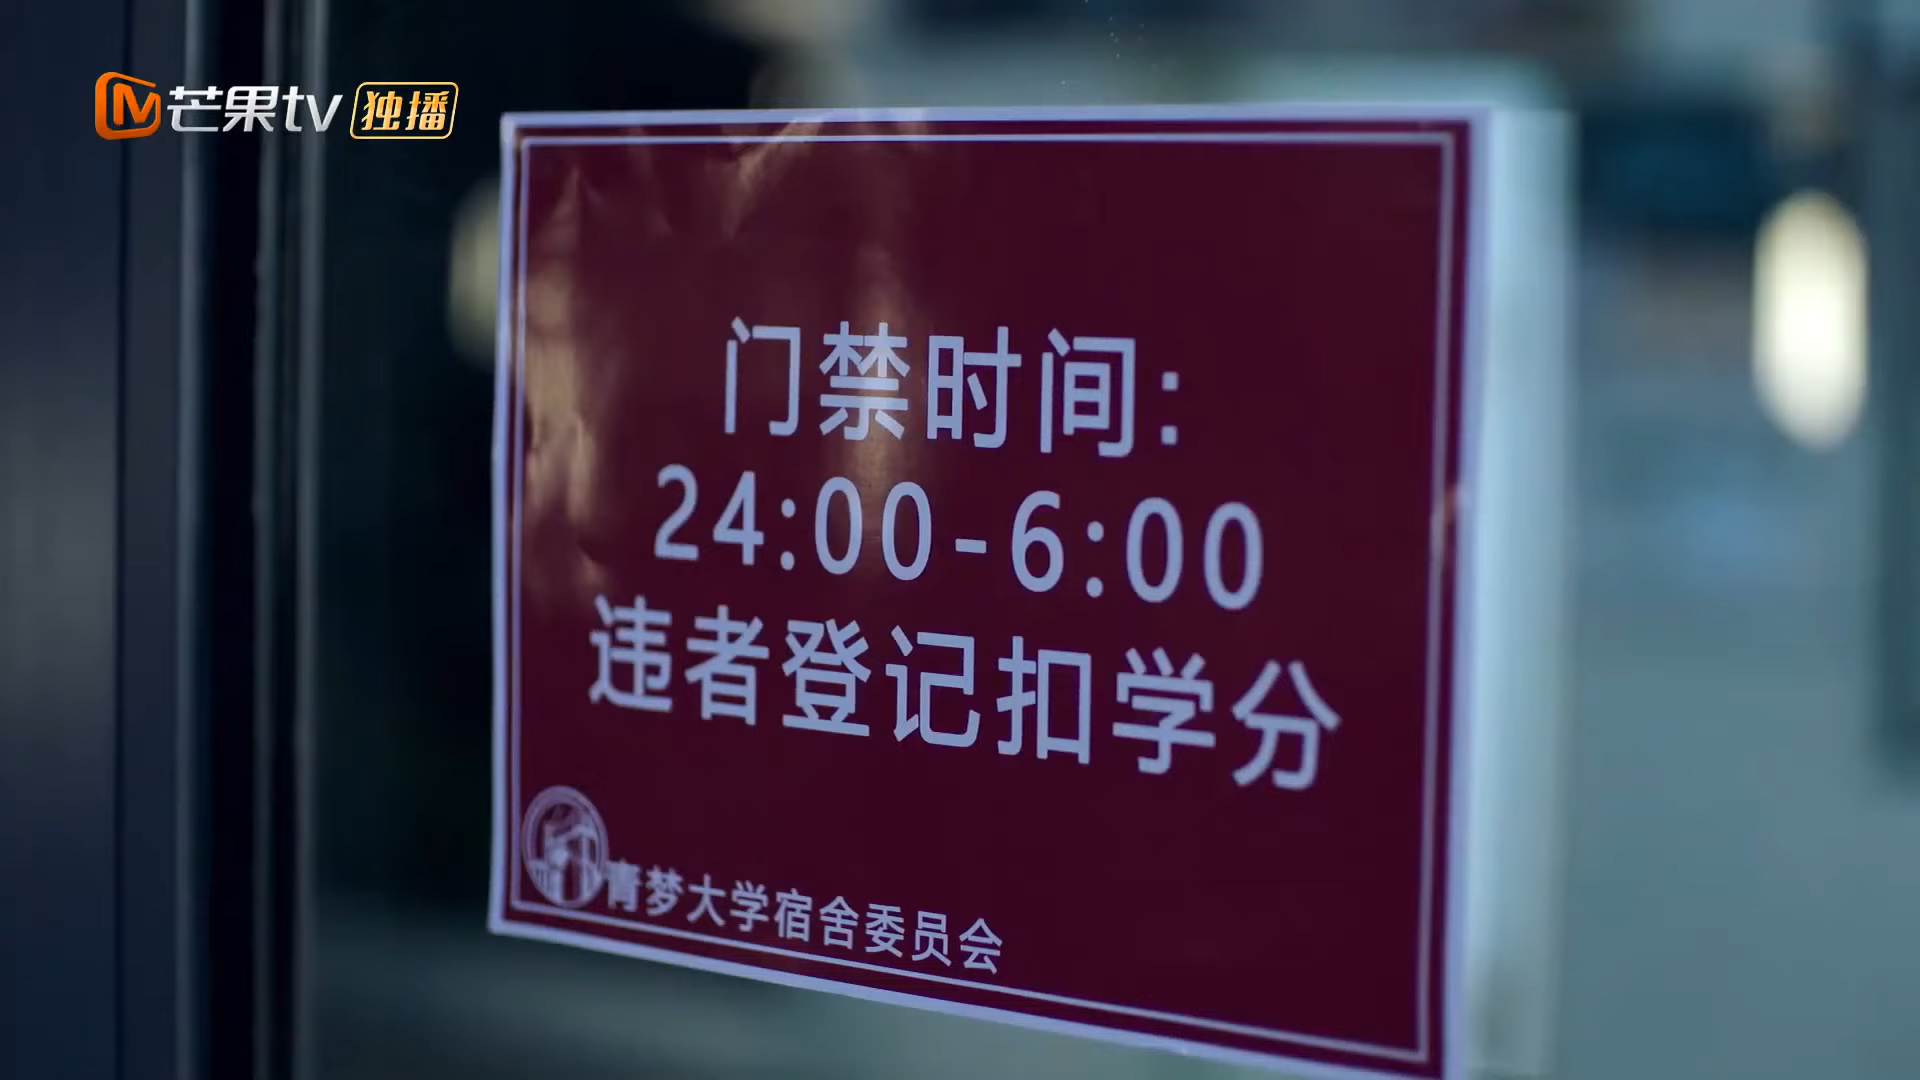 芒果tv 独播
门禁时间:
24:00-6:00
违者登记扣学分
青梦大学宿舍委员会